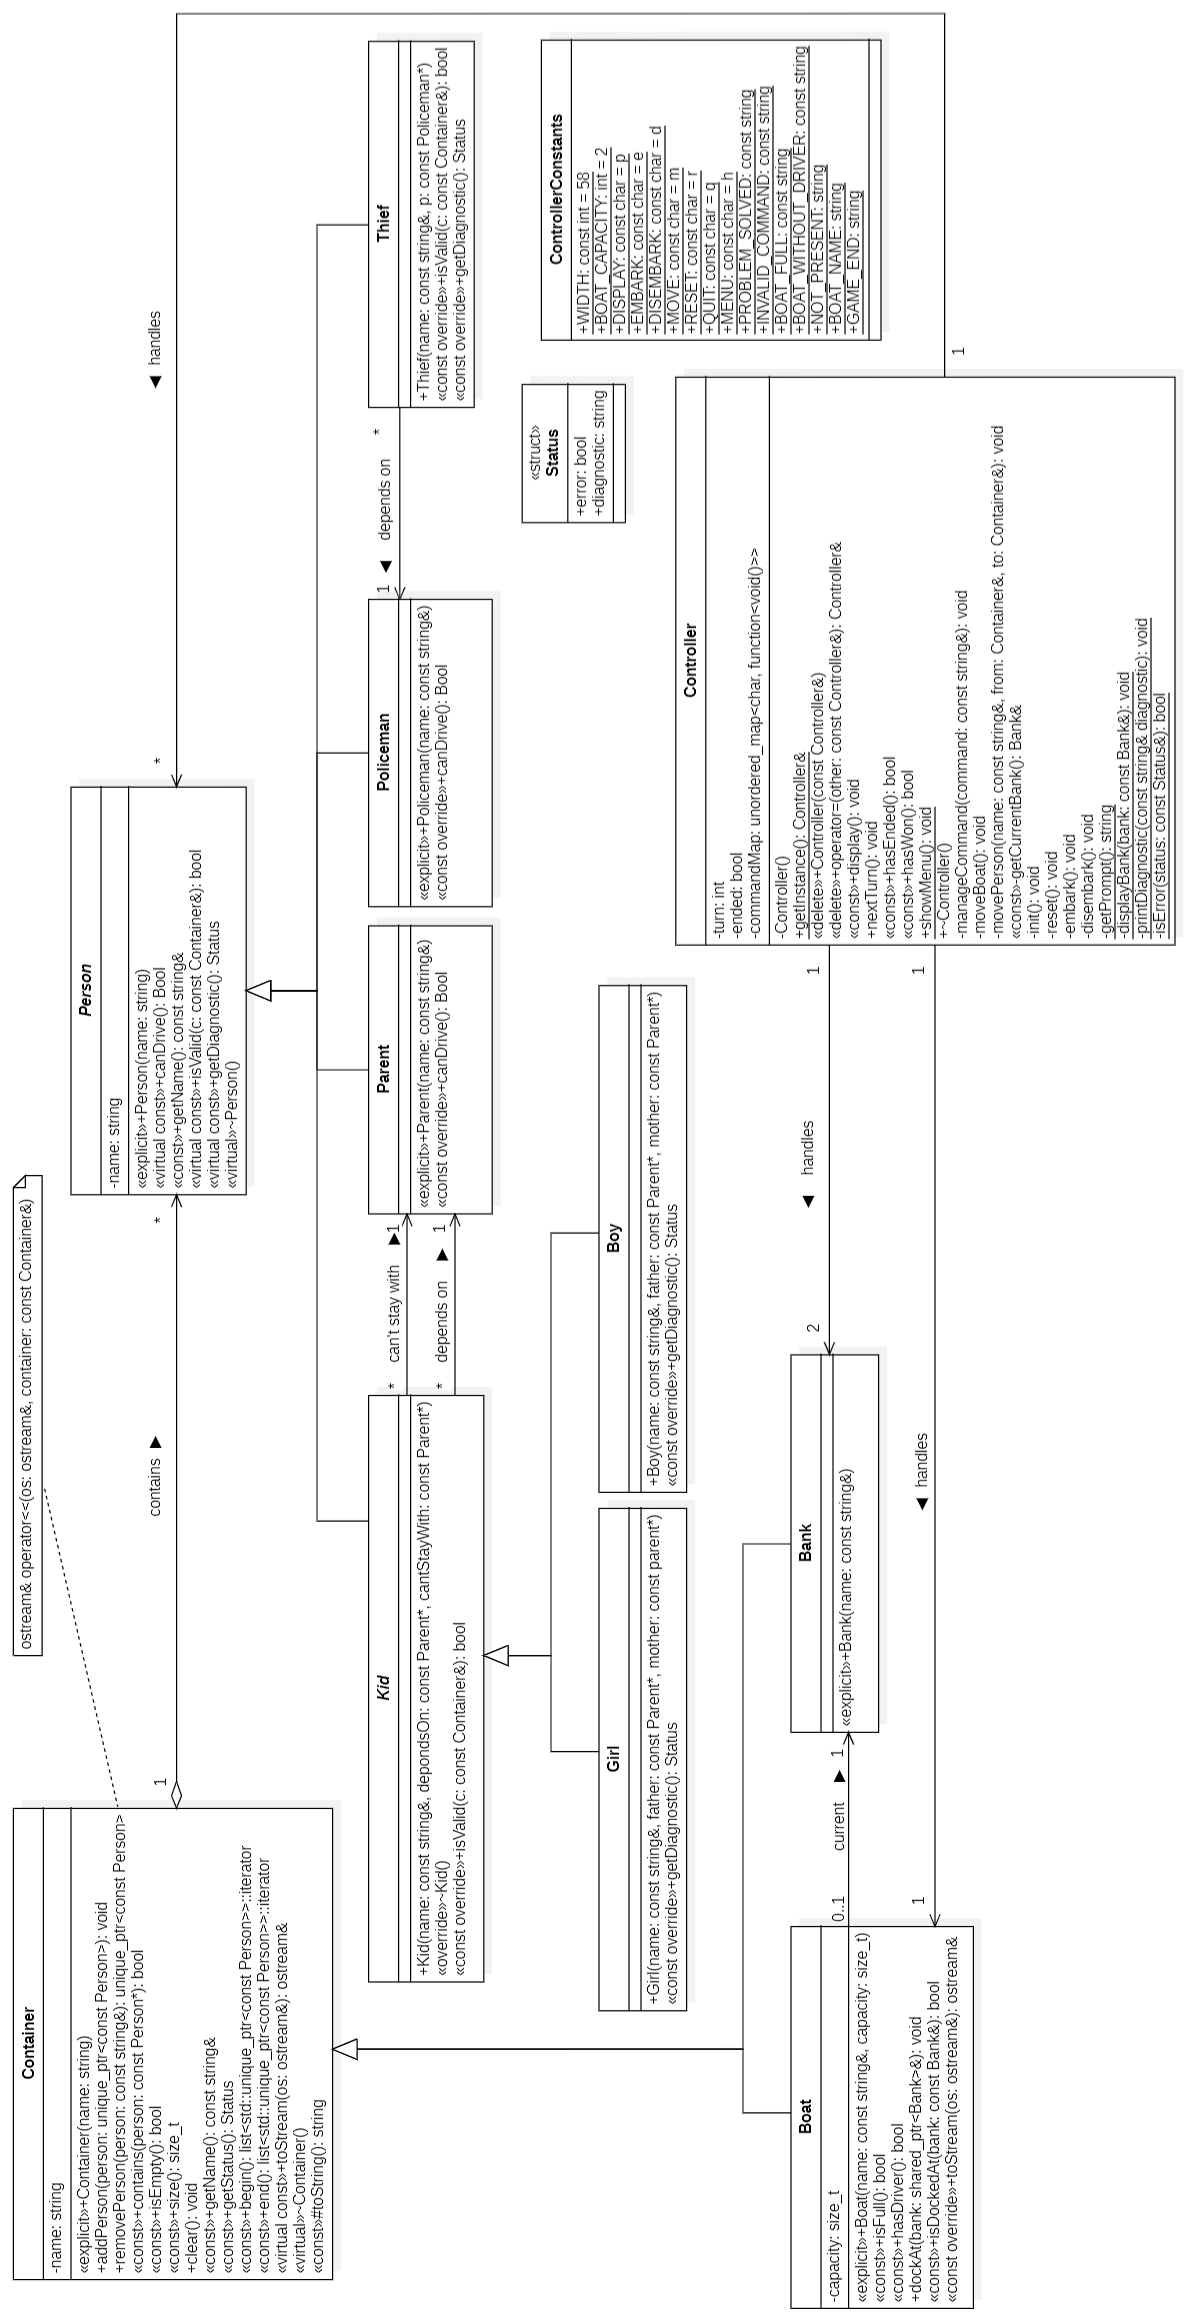 ostream& operator<<(os: ostream&, container: const Container&)
Container
-name: string
«explicit»+Container(name: string)
+addPerson(person: unique_ptr<const Person>): void
+removePerson(person: const string&): unique_ptr<const Person>
«const»+contains(person: const Person*): bool
«const»+isEmpty(): bool
«const»+size(): size_t
+clear(): void
«const»+getName(): const string&
«const»+getStatus(): Status
«const»+begin(): list<std::unique_ptr<const Person>>::iterator
«const»+end(): list<std::unique_ptr<const Person>>::iterator
«virtual const»+toStream(os: ostream&): ostream&
«virtual»~Container()
«const»#toString(): string
1
contains ►
*
Person
-name: string
«explicit»+Person(name: string)
«virtual const»+canDrive(): Bool
«const»+getName(): const string&
«virtual const»+isValid(c: const Container&): bool
«virtual const»+getDiagnostic(): Status
«virtual»~Person()
*
◄ handles
1
Kid
+Kid(name: const string&, depondsOn: const Parent*, cantStayWith: const Parent*)
«override»~Kid()
«const override»+isValid(c: const Container&): bool
*
can't stay with ►
1
*
depends on ►
1
Parent
«explicit»+Parent(name: const string&)
«const override»+canDrive(): Bool
Policeman
«explicit»+Policeman(name: const string&)
«const override»+canDrive(): Bool
1
◄ depends on
*
Thief
+Thief(name: const string&, p: const Policeman*)
«const override»+isValid(c: const Container&): bool
«const override»+getDiagnostic(): Status
Girl
+Girl(name: const string&, father: const Parent*, mother: const parent*)
«const override»+getDiagnostic(): Status
Boy
+Boy(name: const string&, father: const Parent*, mother: const Parent*)
«const override»+getDiagnostic(): Status
«struct»
Status
+error: bool
+diagnostic: string
ControllerConstants
+WIDTH: const int = 58
+BOAT_CAPACITY: int = 2
+DISPLAY: const char = p
+EMBARK: const char = e
+DISEMBARK: const char = d
+MOVE: const char = m
+RESET: const char = r
+QUIT: const char = q
+MENU: const char = h
+PROBLEM_SOLVED: const string
+INVALID_COMMAND: const string
+BOAT_FULL: const string
+BOAT_WITHOUT_DRIVER: const string
+NOT_PRESENT: string
+BOAT_NAME: string
+GAME_END: string
Boat
-capacity: size_t
«explicit»+Boat(name: const string&, capacity: size_t)
«const»+isFull(): bool
«const»+hasDriver(): bool
+dockAt(bank: shared_ptr<Bank>&): void
«const»+isDockedAt(bank: const Bank&): bool
«const override»+toStream(os: ostream&): ostream&
0..1
current ►
1
Bank
«explicit»+Bank(name: const string&)
2
◄ handles
1
1
◄ handles
1
Controller
-turn: int
-ended: bool
-commandMap: unordered_map<char, function<void()>>
-Controller()
+getInstance(): Controller&
«delete»+Controller(const Controller&)
«delete»+operator=(other: const Controller&): Controller&
«const»+display(): void
+nextTurn(): void
«const»+hasEnded(): bool
«const»+hasWon(): bool
+showMenu(): void
+~Controller()
-manageCommand(command: const string&): void
-moveBoat(): void
-movePerson(name: const string&, from: Container&, to: Container&): void
«const»-getCurrentBank(): Bank&
-init(): void
-reset(): void
-embark(): void
-disembark(): void
-getPrompt(): string
-displayBank(bank: const Bank&): void
-printDiagnostic(const string& diagnostic): void
-isError(status: const Status&): bool